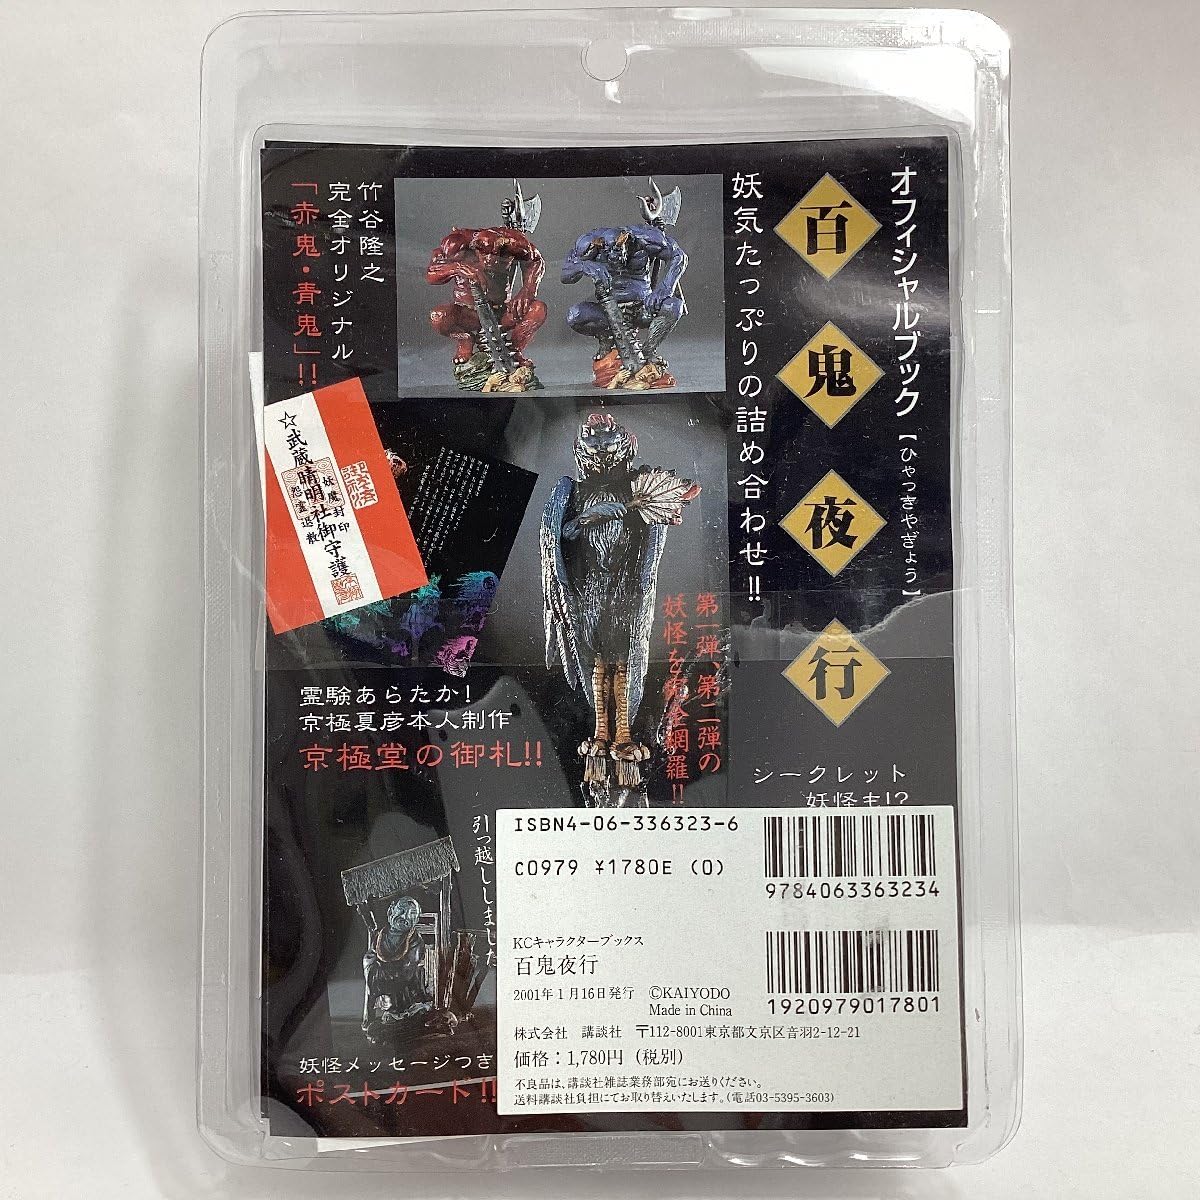 オフィシャルブック【ひゃっきやぎょう】
百鬼夜行
妖気たっぷりの詰め合わせ!!
竹谷隆之
完全オリジナル
「赤鬼・青鬼」!!
☆武蔵晴明社御守護
妖魔封印
怨霊退散
第一弾、第二弾の
妖怪を完全網羅!!
霊験あらたか!
京極夏彦本人制作
京極堂の御札!!
シークレット
妖怪も!?
引っ越ししました
妖怪メッセージつき
ポストカード!!
ISBN4-06-336323-6
C0979 ¥1780E (0)
9784063363234
KCキャラクターブックス
百鬼夜行
2001年1月16日発行 ©KAIYODO
Made in China
1920979017801
株式会社 講談社 〒112-8001東京都文京区音羽2-12-21
価格：1,780円（税別）
不良品は、講談社雑誌業務部宛にお送りください。
送料講談社負担にてお取り替えいたします。（電話03-5395-3603）